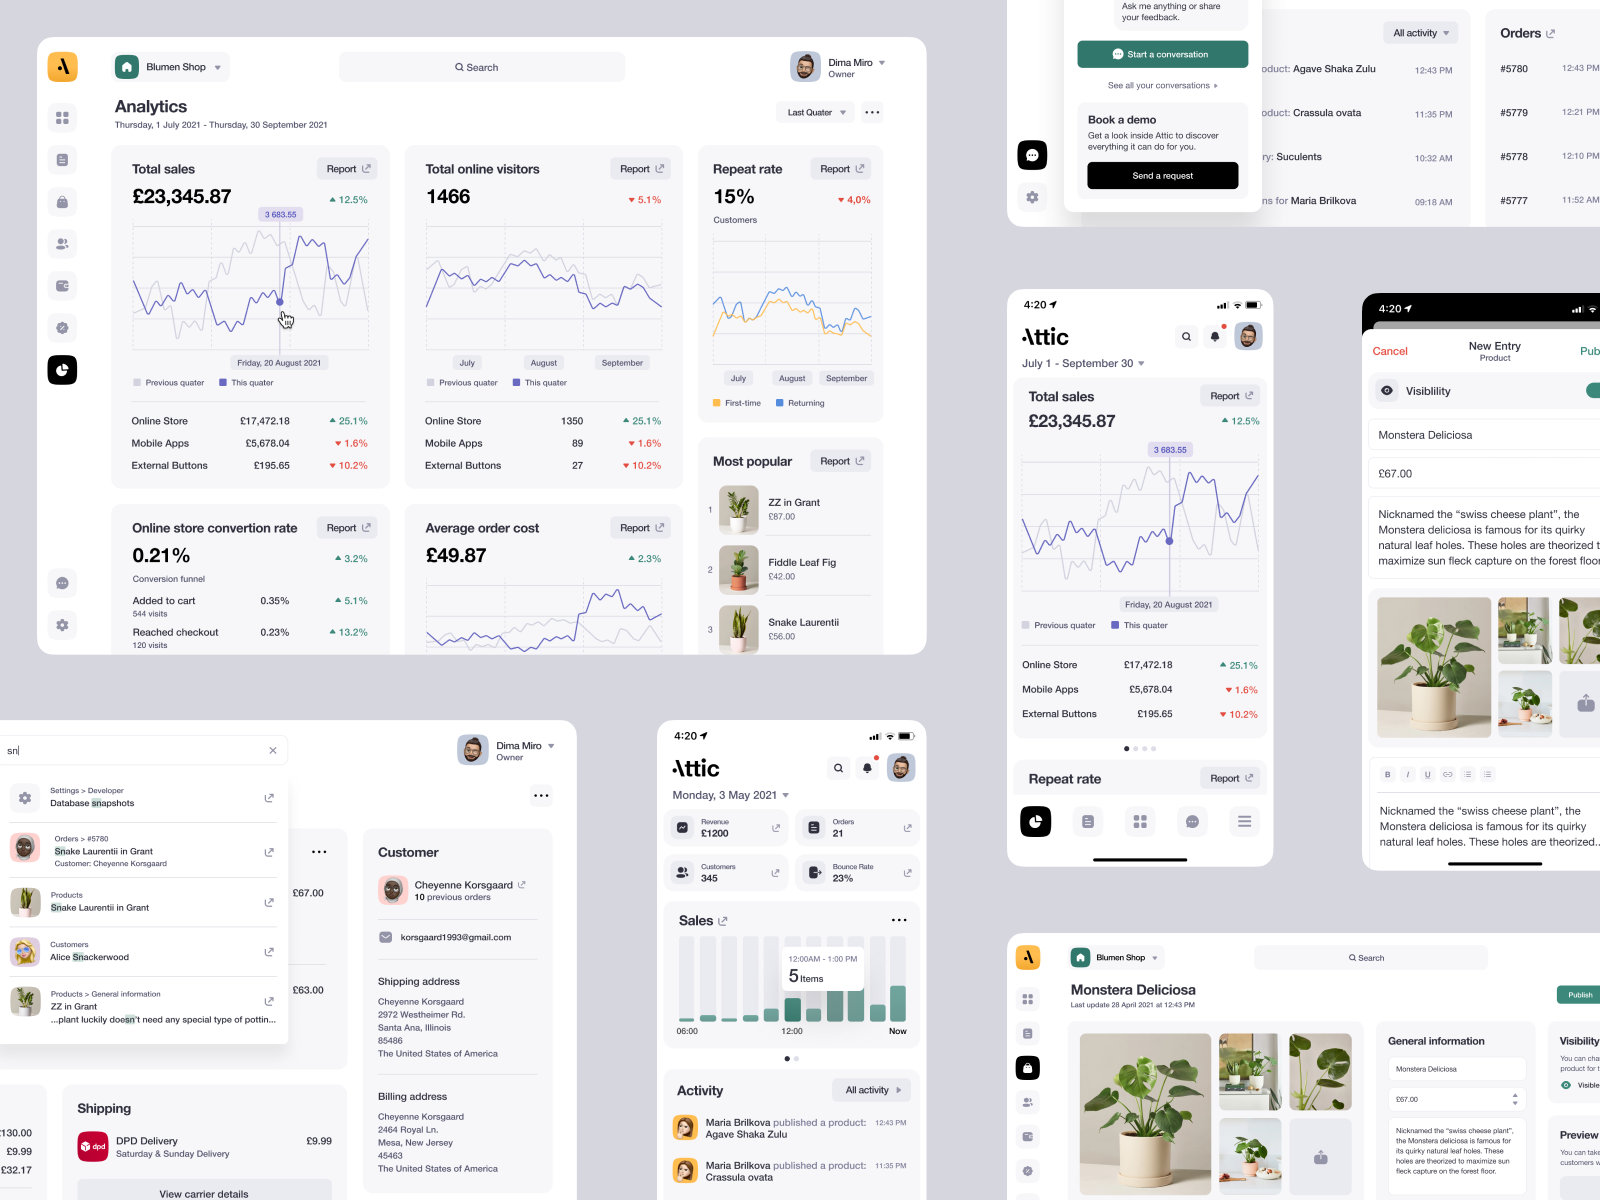 Blumen Shop
Search
Dima Miro
Owner
Analytics
Thursday, 1 July 2021 - Thursday, 30 September 2021
Last Quater
Total sales
Report
£23,345.87
12.5%
3 683.55
Friday, 20 August 2021
Previous quater
This quater
Online Store £17,472.18 25.1%
Mobile Apps £5,678.04 1.6%
External Buttons £195.65 10.2%
Total online visitors
Report
1466
5.1%
July August September
Previous quater
This quater
Online Store 1350 25.1%
Mobile Apps 89 1.6%
External Buttons 27 10.2%
Repeat rate
Report
15%
4,0%
Customers
July August September
First-time
Returning
Online store convertion rate
Report
0.21%
3.2%
Conversion funnel
Added to cart 0.35% 5.1%
544 visits
Reached checkout 0.23% 13.2%
120 visits
Average order cost
Report
£49.87
2.3%
Most popular
Report
1
ZZ in Grant
£87.00
2
Fiddle Leaf Fig
£42.00
3
Snake Laurentii
£56.00
Ask me anything or share
your feedback.
Start a conversation
See all your conversations
Book a demo
Get a look inside Attic to discover
everything it can do for you.
Send a request
All activity
oduct: Agave Shaka Zulu 12:43 PM
oduct: Crassula ovata 11:35 PM
ry: Suculents 10:32 AM
ns for Maria Brilkova 09:18 AM
Orders
#5780 12:43 PM
#5779 12:21 PM
#5778 12:10 PM
#5777 11:52 AM
4:20
Attic
July 1 - September 30
Total sales
Report
£23,345.87
12.5%
3 683.55
Friday, 20 August 2021
Previous quater
This quater
Online Store £17,472.18 25.1%
Mobile Apps £5,678.04 1.6%
External Buttons £195.65 10.2%
Repeat rate
Report
4:20
Cancel
New Entry
Product
Pub
Visiblility
Monstera Deliciosa
£67.00
Nicknamed the “swiss cheese plant”, the
Monstera deliciosa is famous for its quirky
natural leaf holes. These holes are theorized t
maximize sun fleck capture on the forest floor
B I U
Nicknamed the “swiss cheese plant”, the
Monstera deliciosa is famous for its quirky
natural leaf holes. These holes are theorized..
sn
Settings > Developer
Database snapshots
Orders > #5780
Snake Laurentii in Grant
Customer: Cheyenne Korsgaard
Products
Snake Laurentii in Grant
Customers
Alice Snackerwood
Products > General information
ZZ in Grant
...plant luckily doesn't need any special type of pottin...
Dima Miro
Owner
£67.00
£63.00
Customer
Cheyenne Korsgaard
10 previous orders
korsgaard1993@gmail.com
Shipping address
Cheyenne Korsgaard
2972 Westheimer Rd.
Santa Ana, Illinois
85486
The United States of America
Billing address
Cheyenne Korsgaard
2464 Royal Ln.
Mesa, New Jersey
45463
The United States of America
£130.00
£9.99
£32.17
Shipping
dpd
DPD Delivery £9.99
Saturday & Sunday Delivery
View carrier details
4:20
Attic
Monday, 3 May 2021
Revenue
£1200
Orders
21
Customers
345
Bounce Rate
23%
Sales
12:00AM - 1:00 PM
5 Items
06:00 12:00 Now
Activity
All activity
Maria Brilkova published a product: 12:43 PM
Agave Shaka Zulu
Maria Brilkova published a product: 11:35 PM
Crassula ovata
Blumen Shop
Search
Monstera Deliciosa
Last update 28 April 2021 at 12:43 PM
Publish
General information
Monstera Deliciosa
£67.00
Nicknamed the “swiss cheese plant”,
the Monstera deliciosa is famous for
its quirky natural leaf holes. These
holes are theorized to maximize sun
fleck capture on the forest floor.
Visibility
You can cha
product for t
Visible
Preview
You can take
customers w